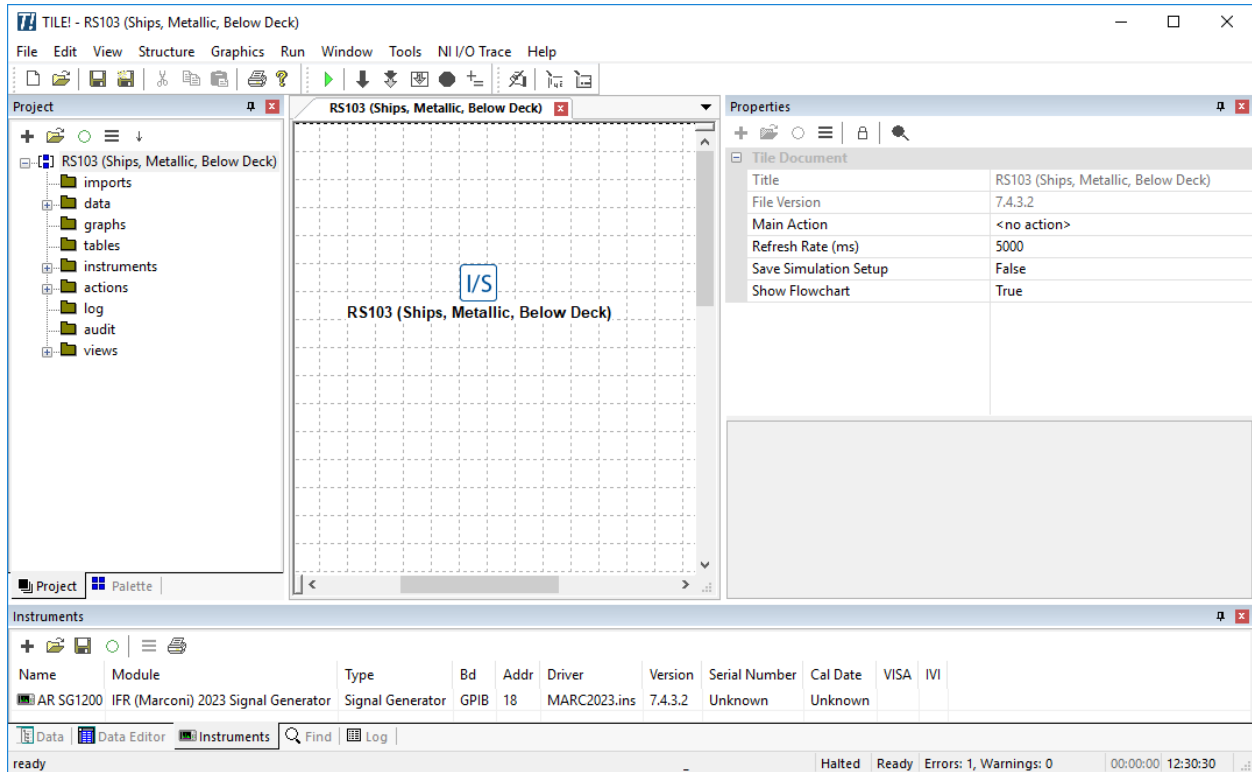 TILE! - RS103 (Ships, Metallic, Below Deck)
File Edit View Structure Graphics Run Window Tools NI I/O Trace Help
Project
RS103 (Ships, Metallic, Below Deck)
Properties
RS103 (Ships, Metallic, Below Deck)
imports
data
graphs
tables
instruments
actions
log
audit
views
I/S
RS103 (Ships, Metallic, Below Deck)
Tile Document
Title RS103 (Ships, Metallic, Below Deck)
File Version 7.4.3.2
Main Action <no action>
Refresh Rate (ms) 5000
Save Simulation Setup False
Show Flowchart True
Project Palette
Instruments
Name Module Type Bd Addr Driver Version Serial Number Cal Date VISA IVI
AR SG1200 IFR (Marconi) 2023 Signal Generator Signal Generator GPIB 18 MARC2023.ins 7.4.3.2 Unknown Unknown
Data Data Editor Instruments Find Log
ready Halted Ready Errors: 1, Warnings: 0 00:00:00 12:30:30